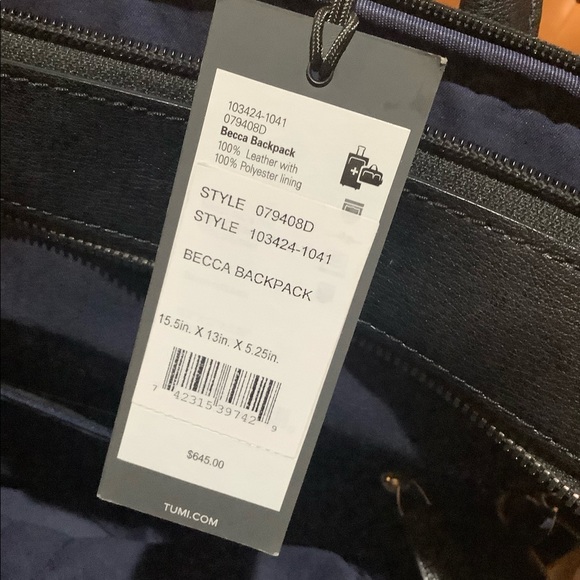 103424-1041
079408D
Becca Backpack
100% Leather with
100% Polyester lining
STYLE 079408D
STYLE 103424-1041
BECCA BACKPACK
15.5in. X 13in. X 5.25in.
7 42315 39742 9
$645.00
TUMI.COM